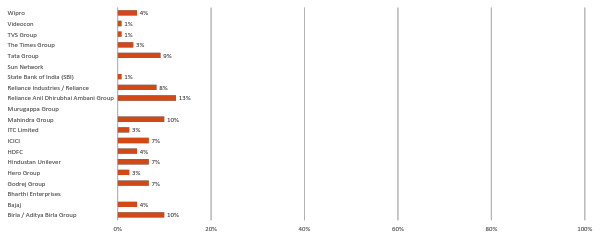 Wipro 4%
Videocon 1%
TVS Group 1%
The Times Group 3%
Tata Group 9%
Sun Network
State Bank of India (SBI) 1%
Reliance Industries / Reliance 8%
Reliance Anil Dhirubhai Ambani Group 13%
Murugappa Group
Mahindra Group 10%
ITC Limited 3%
ICICI 7%
HDFC 4%
Hindustan Unilever 7%
Hero Group 3%
Godrej Group 7%
Bharthi Enterprises
Bajaj 4%
Birla / Aditya Birla Group 10%
0% 20% 40% 60% 80% 100%